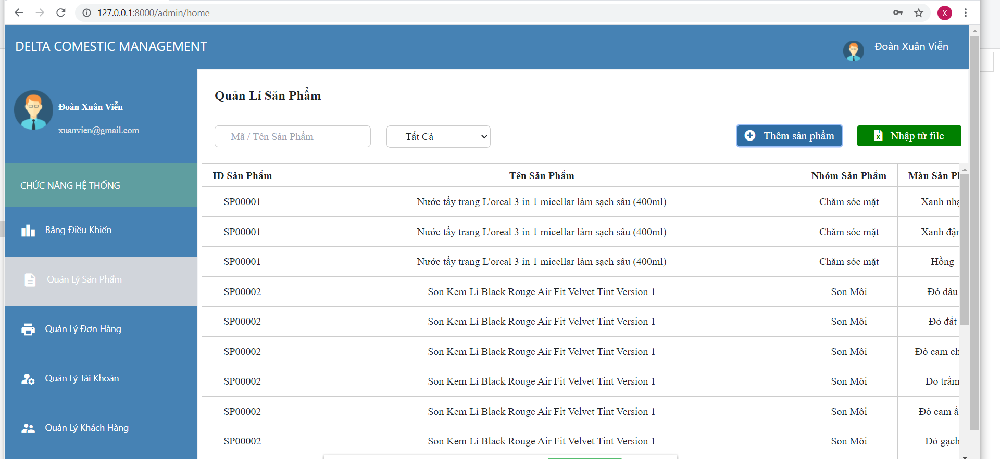 127.0.0.1:8000/admin/home
X
DELTA COMESTIC MANAGEMENT
Đoàn Xuân Viễn
Đoàn Xuân Viễn
xuanvien@gmail.com
CHỨC NĂNG HỆ THỐNG
Bảng Điều Khiển
Quản Lý Sản Phẩm
Quản Lý Đơn Hàng
Quản Lý Tài Khoản
Quản Lý Khách Hàng
Quản Lí Sản Phẩm
Mã / Tên Sản Phẩm
Tất Cả
Thêm sản phẩm
Nhập từ file
ID Sản Phẩm Tên Sản Phẩm Nhóm Sản Phẩm Màu Sản
SP00001 Nước tẩy trang L'oreal 3 in 1 micellar làm sạch sâu (400ml) Chăm sóc mặt Xanh
SP00001 Nước tẩy trang L'oreal 3 in 1 micellar làm sạch sâu (400ml) Chăm sóc mặt Xanh
SP00001 Nước tẩy trang L'oreal 3 in 1 micellar làm sạch sâu (400ml) Chăm sóc mặt Hồng
SP00002 Son Kem Lì Black Rouge Air Fit Velvet Tint Version 1 Son Môi Đỏ dâu
SP00002 Son Kem Lì Black Rouge Air Fit Velvet Tint Version 1 Son Môi Đỏ đất
SP00002 Son Kem Lì Black Rouge Air Fit Velvet Tint Version 1 Son Môi Đỏ cam
SP00002 Son Kem Lì Black Rouge Air Fit Velvet Tint Version 1 Son Môi Đỏ trầm
SP00002 Son Kem Lì Black Rouge Air Fit Velvet Tint Version 1 Son Môi Đỏ cam
SP00002 Son Kem Lì Black Rouge Air Fit Velvet Tint Version 1 Son Môi Đỏ gạch